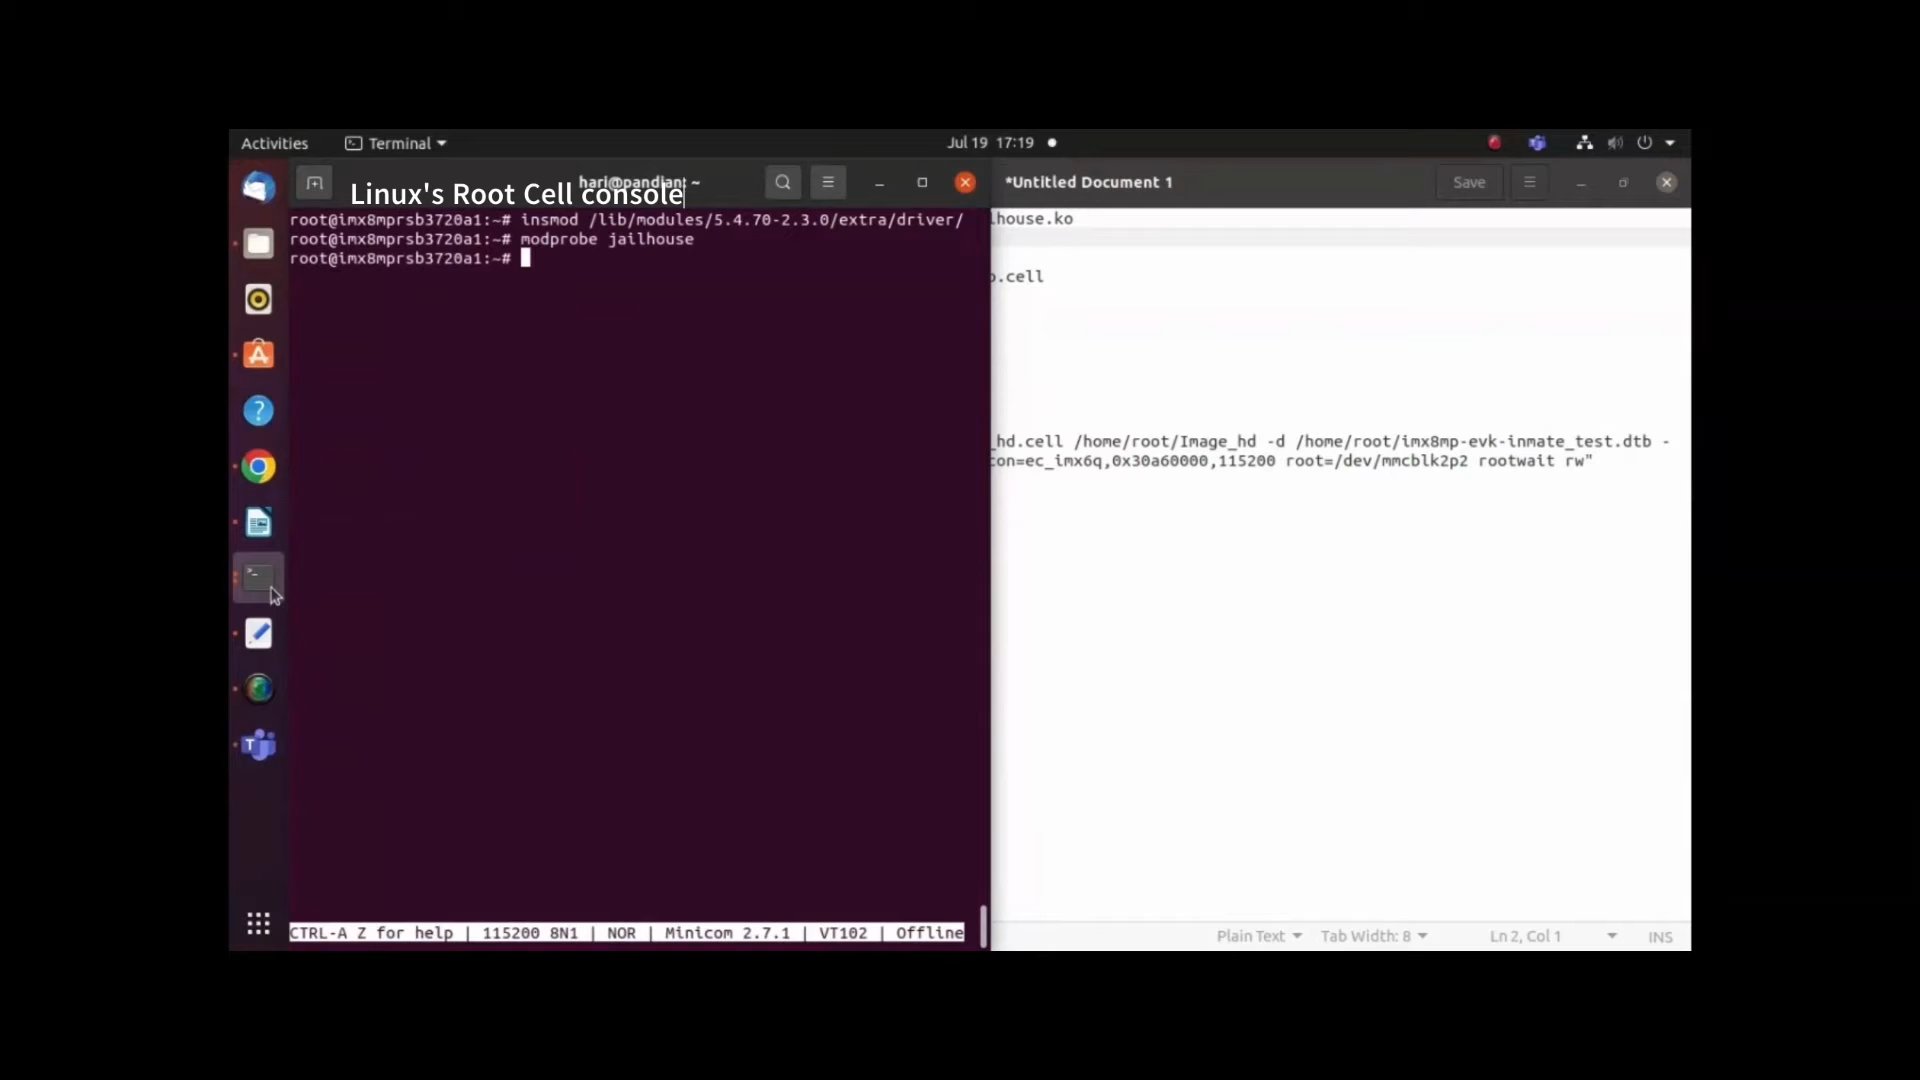 Activities
Terminal
Jul 19 17:19
hari@pandian: ~
Linux's Root Cell console
*Untitled Document 1
Save
root@imx8mprsb3720a1:~# insmod /lib/modules/5.4.70-2.3.0/extra/driver/
root@imx8mprsb3720a1:~# modprobe jailhouse
root@imx8mprsb3720a1:~#
lhouse.ko
.cell
_hd.cell /home/root/Image_hd -d /home/root/imx8mp-evk-inmate_test.dtb -
con=ec_imx6q,0x30a60000,115200 root=/dev/mmcblk2p2 rootwait rw"
CTRL-A Z for help | 115200 8N1 | NOR | Minicom 2.7.1 | VT102 | Offline
Plain Text
Tab Width: 8
Ln 2, Col 1
INS